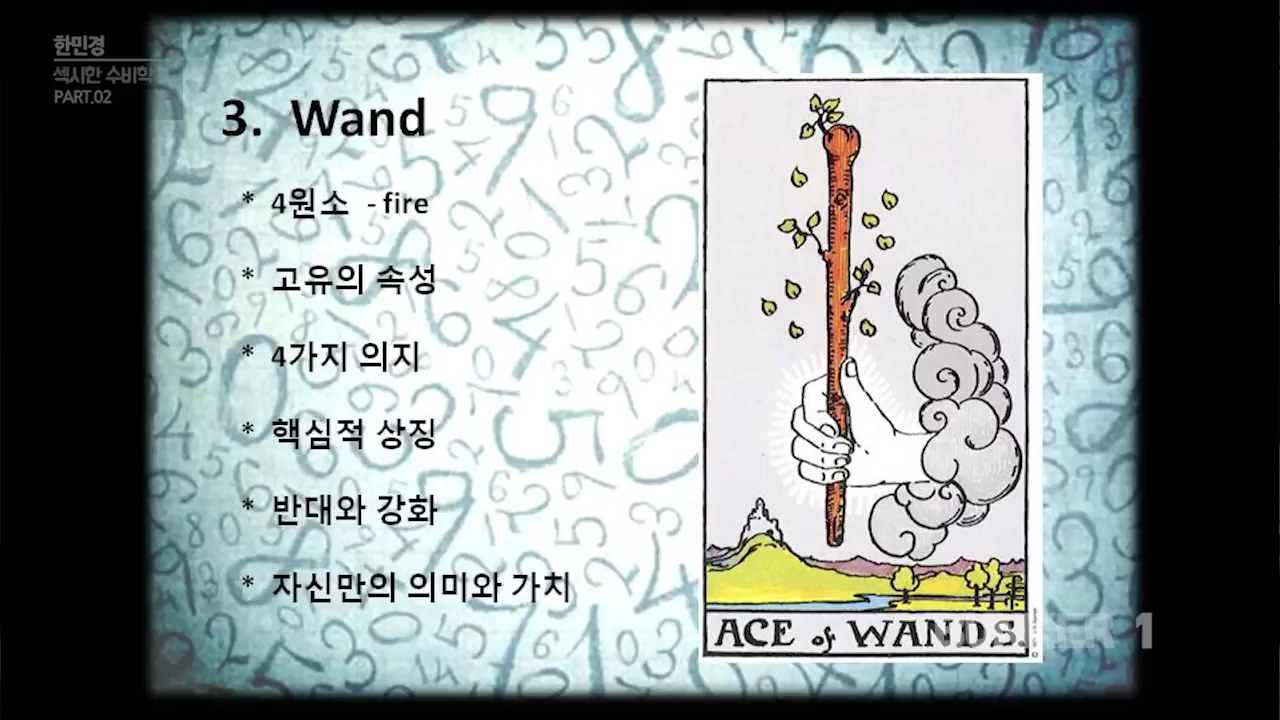 한민경
섹시한 수비학
PART.02
3. Wand
* 4원소 - fire
* 고유의 속성
* 4가지 의지
* 핵심적 상징
* 반대와 강화
* 자신만의 의미와 가치
ACE of WANDS.
1